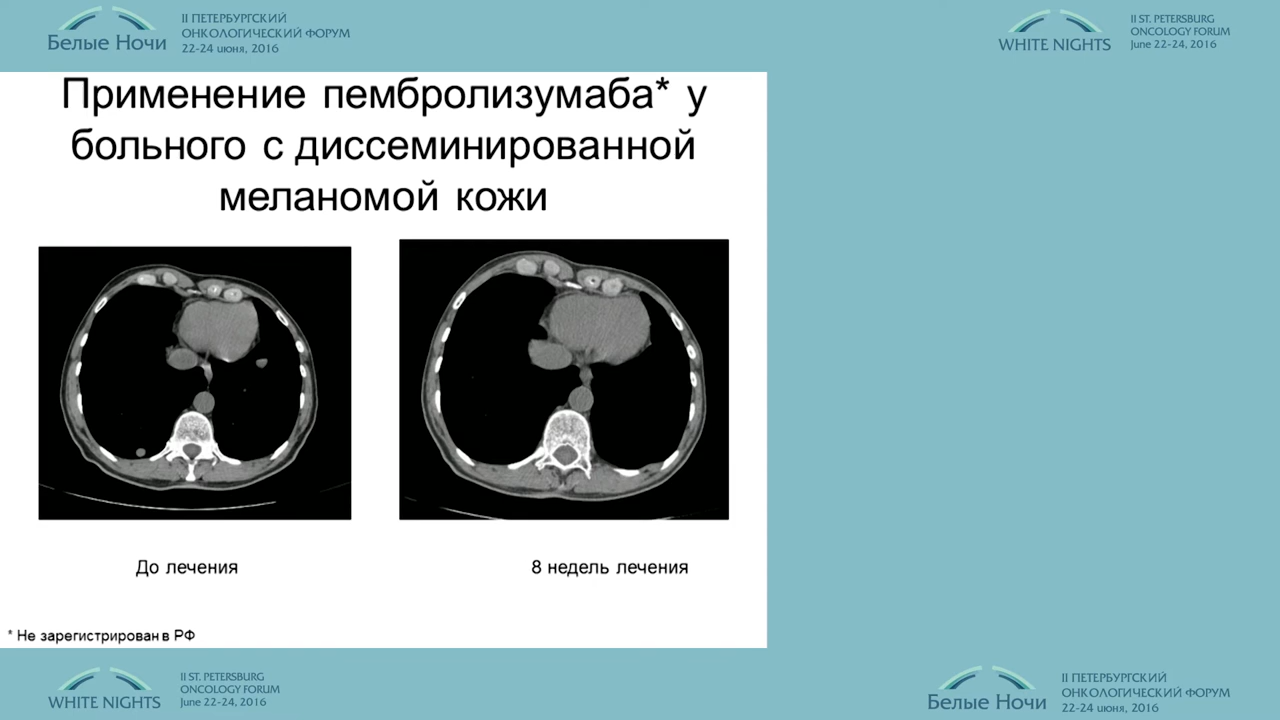 Белые Ночи
II ПЕТЕРБУРГСКИЙ
ОНКОЛОГИЧЕСКИЙ ФОРУМ
22-24 июня, 2016
WHITE NIGHTS
II ST. PETERSBURG
ONCOLOGY FORUM
June 22-24, 2016
Применение пембролизумаба* у
больного с диссеминированной
меланомой кожи
До лечения
8 недель лечения
* Не зарегистрирован в РФ
WHITE NIGHTS
II ST. PETERSBURG
ONCOLOGY FORUM
June 22-24, 2016
Белые Ночи
II ПЕТЕРБУРГСКИЙ
ОНКОЛОГИЧЕСКИЙ ФОРУМ
22-24 июня, 2016